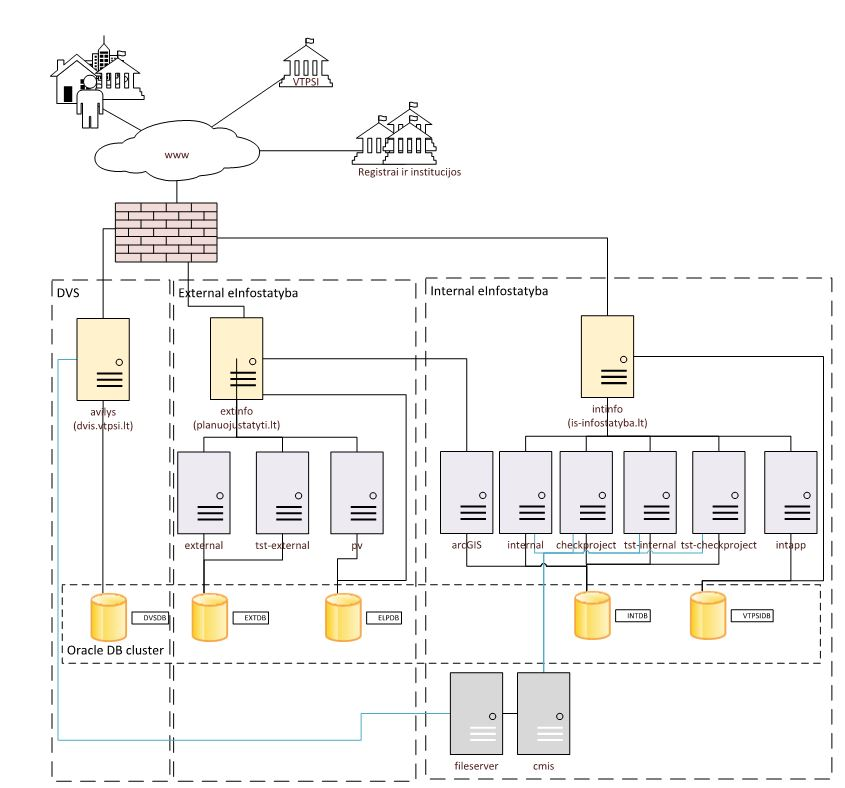 VTPSI
www
Registrai ir institucijos
DVS
External eInfostatyba
Internal eInfostatyba
avilys
(dvis.vtpsi.lt)
extinfo
(planuojustatyti.lt)
intinfo
(is-infostatyba.lt)
external
tst-external
pv
arcGIS
internal
checkproject
tst-internal
tst-checkproject
intapp
DVSDB
EXTDB
ELPDB
INTDB
VTPSIDB
Oracle DB cluster
fileserver
cmis